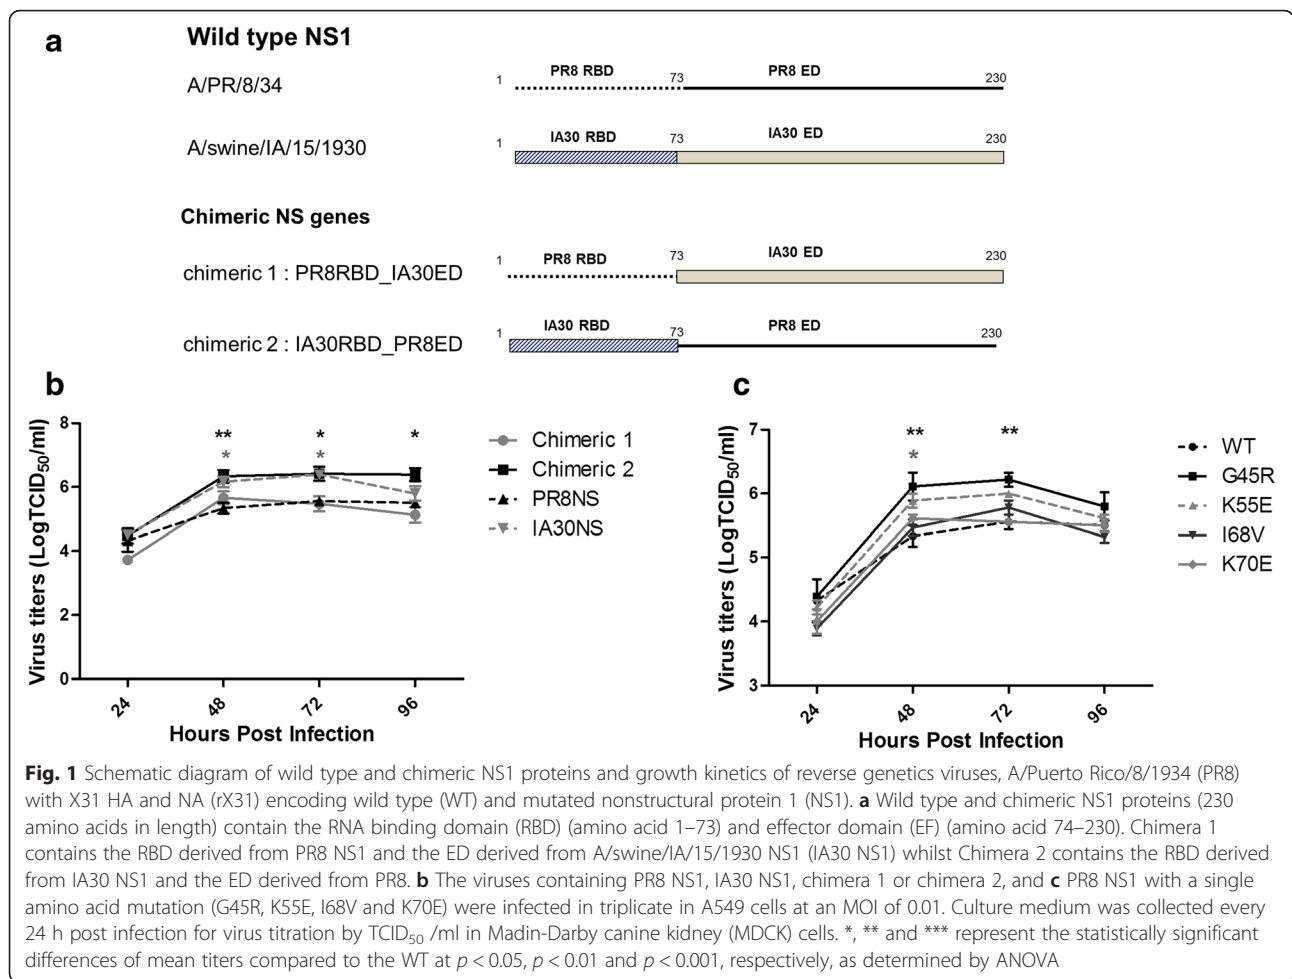 a
Wild type NS1
A/PR/8/34
1 PR8 RBD 73 PR8 ED 230
A/swine/IA/15/1930
1 IA30 RBD 73 IA30 ED 230
Chimeric NS genes
chimeric 1 : PR8RBD_IA30ED
1 PR8 RBD 73 IA30 ED 230
chimeric 2 : IA30RBD_PR8ED
1 IA30 RBD 73 PR8 ED 230
b
Virus titers (LogTCID50/ml)
8
6
4
2
0
** * *
* *
24 48 72 96
Hours Post Infection
Chimeric 1
Chimeric 2
PR8NS
IA30NS
c
Virus titers (LogTCID50/ml)
7
6
5
4
3
** **
*
24 48 72 96
Hours Post Infection
WT
G45R
K55E
I68V
K70E
Fig. 1 Schematic diagram of wild type and chimeric NS1 proteins and growth kinetics of reverse genetics viruses, A/Puerto Rico/8/1934 (PR8)
with X31 HA and NA (rX31) encoding wild type (WT) and mutated nonstructural protein 1 (NS1). a Wild type and chimeric NS1 proteins (230
amino acids in length) contain the RNA binding domain (RBD) (amino acid 1–73) and effector domain (EF) (amino acid 74–230). Chimera 1
contains the RBD derived from PR8 NS1 and the ED derived from A/swine/IA/15/1930 NS1 (IA30 NS1) whilst Chimera 2 contains the RBD derived
from IA30 NS1 and the ED derived from PR8. b The viruses containing PR8 NS1, IA30 NS1, chimera 1 or chimera 2, and c PR8 NS1 with a single
amino acid mutation (G45R, K55E, I68V and K70E) were infected in triplicate in A549 cells at an MOI of 0.01. Culture medium was collected every
24 h post infection for virus titration by TCID50 /ml in Madin-Darby canine kidney (MDCK) cells. *, ** and *** represent the statistically significant
differences of mean titers compared to the WT at p < 0.05, p < 0.01 and p < 0.001, respectively, as determined by ANOVA